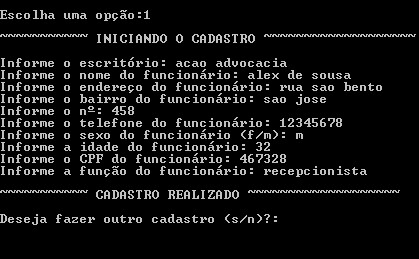 Escolha uma opção:1
~~~~~~~~~~~~~ INICIANDO O CADASTRO ~~~~~~~~~~~~~~~~~~~~~~~
Informe o escritório: acao advocacia
Informe o nome do funcionário: alex de sousa
Informe o endereço do funcionário: rua sao bento
Informe o bairro do funcionário: sao jose
Informe o nº: 458
Informe o telefone do funcionário: 12345678
Informe o sexo do funcionário (f/m): m
Informe a idade do funcionário: 32
Informe o CPF do funcionário: 467328
Informe a função do funcionário: recepcionista
~~~~~~~~~~~~~ CADASTRO REALIZADO ~~~~~~~~~~~~~~~~~~~~~~~
Deseja fazer outro cadastro (s/n)?: